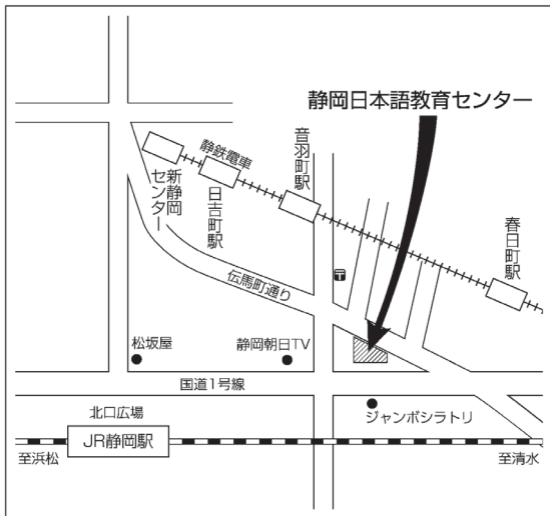 静岡日本語教育センター
音羽町駅
静鉄電車
新静岡
センター
日吉町駅
春日町駅
伝馬町通り
松坂屋
静岡朝日TV
国道1号線
北口広場
ジャンボシラトリ
JR静岡駅
至浜松
至清水